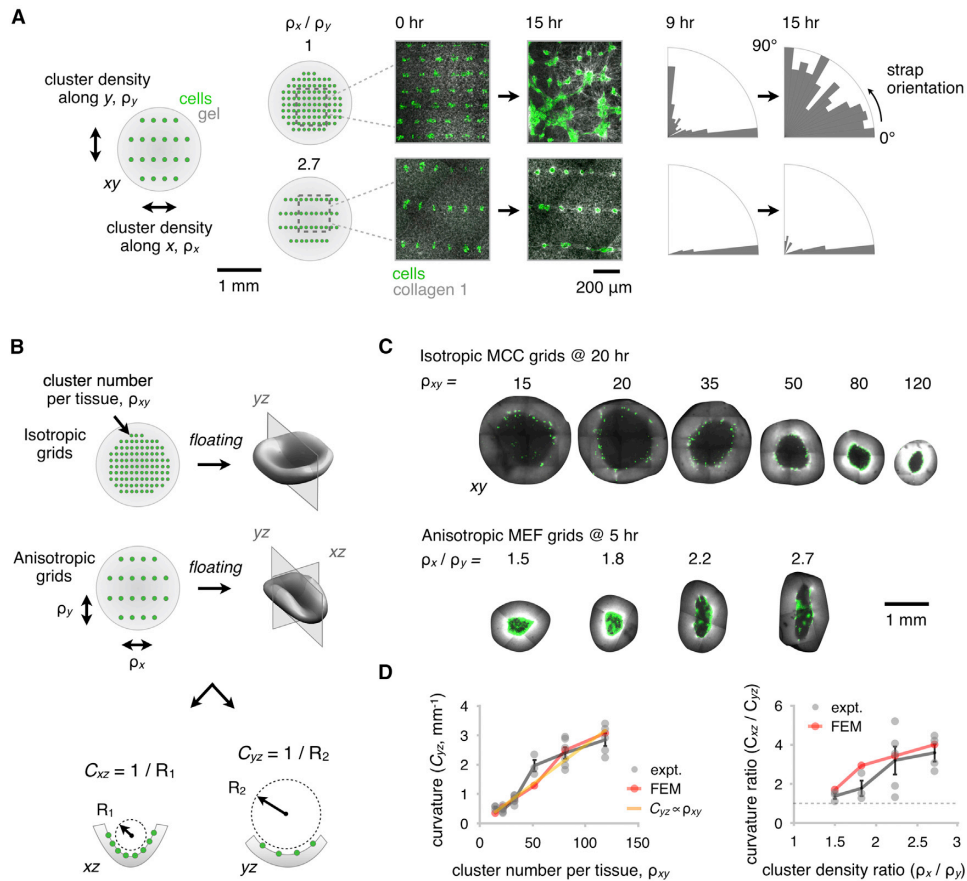 A
ρx / ρy
0 hr
15 hr
9 hr
15 hr
1
cluster density
along y, ρy
cells
gel
xy
cluster density
along x, ρx
1 mm
2.7
90°
strap
orientation
0°
cells
collagen 1
200 μm
B
cluster number
per tissue, ρxy
Isotropic
grids
floating
yz
Anisotropic
grids
ρy
ρx
floating
yz
xz
Cxz = 1 / R1
R1
xz
Cyz = 1 / R2
R2
yz
C
Isotropic MCC grids @ 20 hr
ρxy =
15
20
35
50
80
120
xy
Anisotropic MEF grids @ 5 hr
ρx / ρy =
1.5
1.8
2.2
2.7
1 mm
D
curvature (Cyz, mm-1)
4
3
2
1
0
0
50
100
150
expt.
FEM
Cyz∝ρxy
cluster number per tissue, ρxy
curvature ratio (Cxz / Cyz)
6
4
2
0
1
1.5
2
2.5
3
expt.
FEM
cluster density ratio (ρx / ρy)